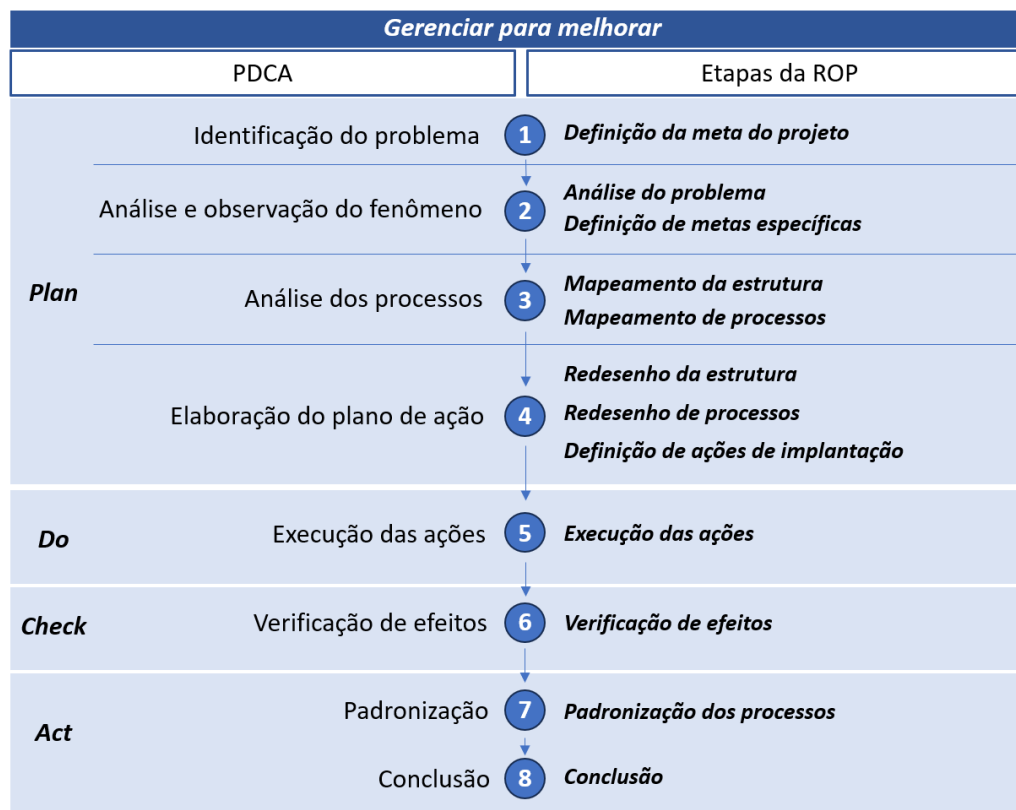 Gerenciar para melhorar
PDCA
Etapas da ROP
Plan
Identificação do problema
1
Definição da meta do projeto
Análise e observação do fenômeno
2
Análise do problema
Definição de metas específicas
Análise dos processos
3
Mapeamento da estrutura
Mapeamento de processos
Elaboração do plano de ação
4
Redesenho da estrutura
Redesenho de processos
Definição de ações de implantação
Do
Execução das ações
5
Execução das ações
Check
Verificação de efeitos
6
Verificação de efeitos
Act
Padronização
7
Padronização dos processos
Conclusão
8
Conclusão